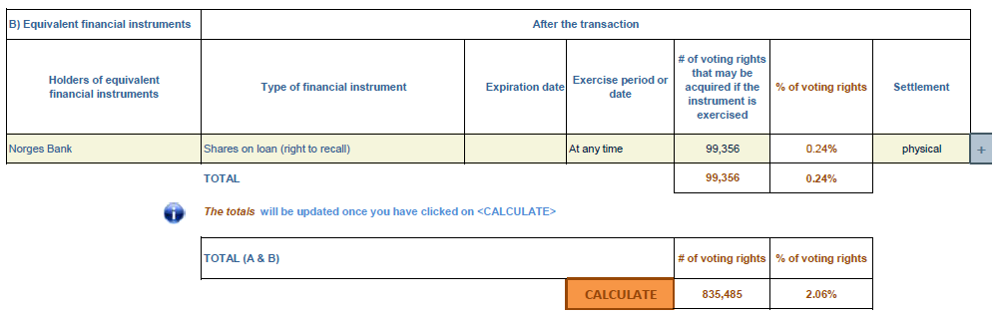 B) Equivalent financial instruments After the transaction
Holders of equivalent
financial instruments
Type of financial instrument
Expiration date
Exercise period or
date
# of voting rights
that may be
acquired if the
instrument is
exercised
% of voting rights
Settlement
Norges Bank Shares on loan (right to recall) At any time 99,356 0.24% physical +
TOTAL 99,356 0.24%
i The totals will be updated once you have clicked on <CALCULATE>
TOTAL (A & B) # of voting rights % of voting rights
CALCULATE 835,485 2.06%